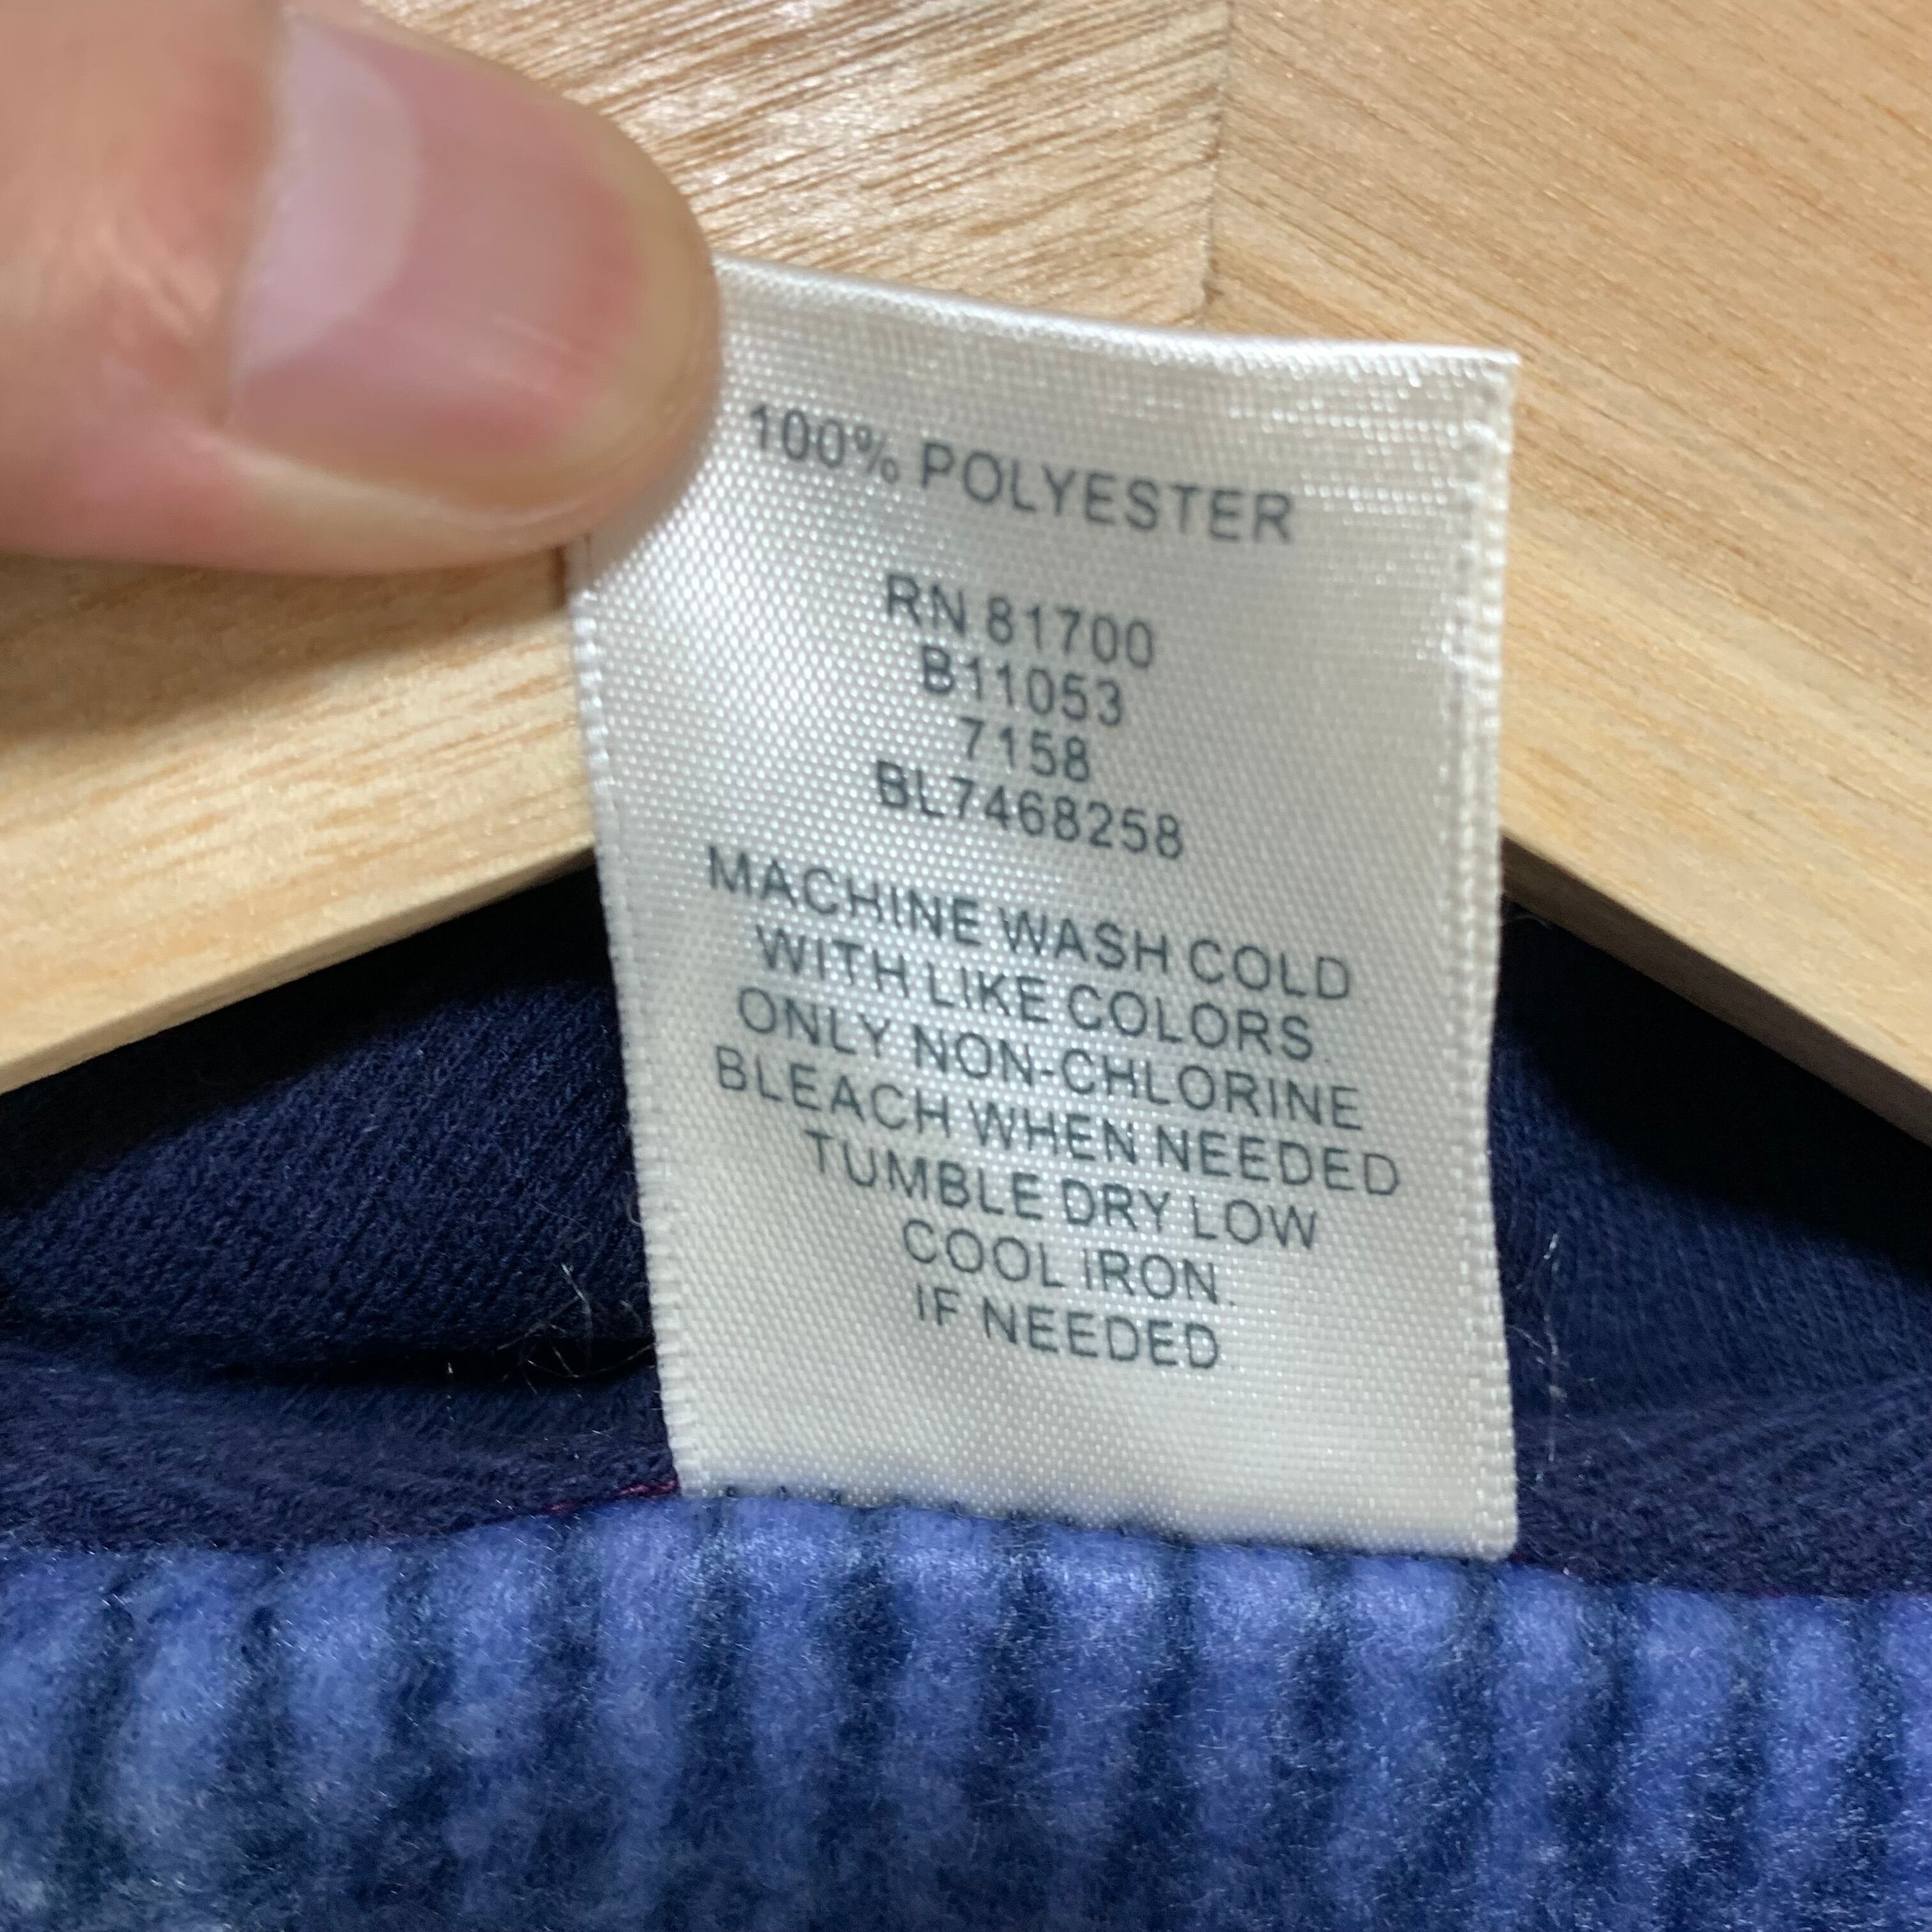 100% POLYESTER
RN 81700
B11053
7158
BL7468258
MACHINE WASH COLD
WITH LIKE COLORS.
ONLY NON-CHLORINE
BLEACH WHEN NEEDED
TUMBLE DRY LOW
COOL IRON.
IF NEEDED